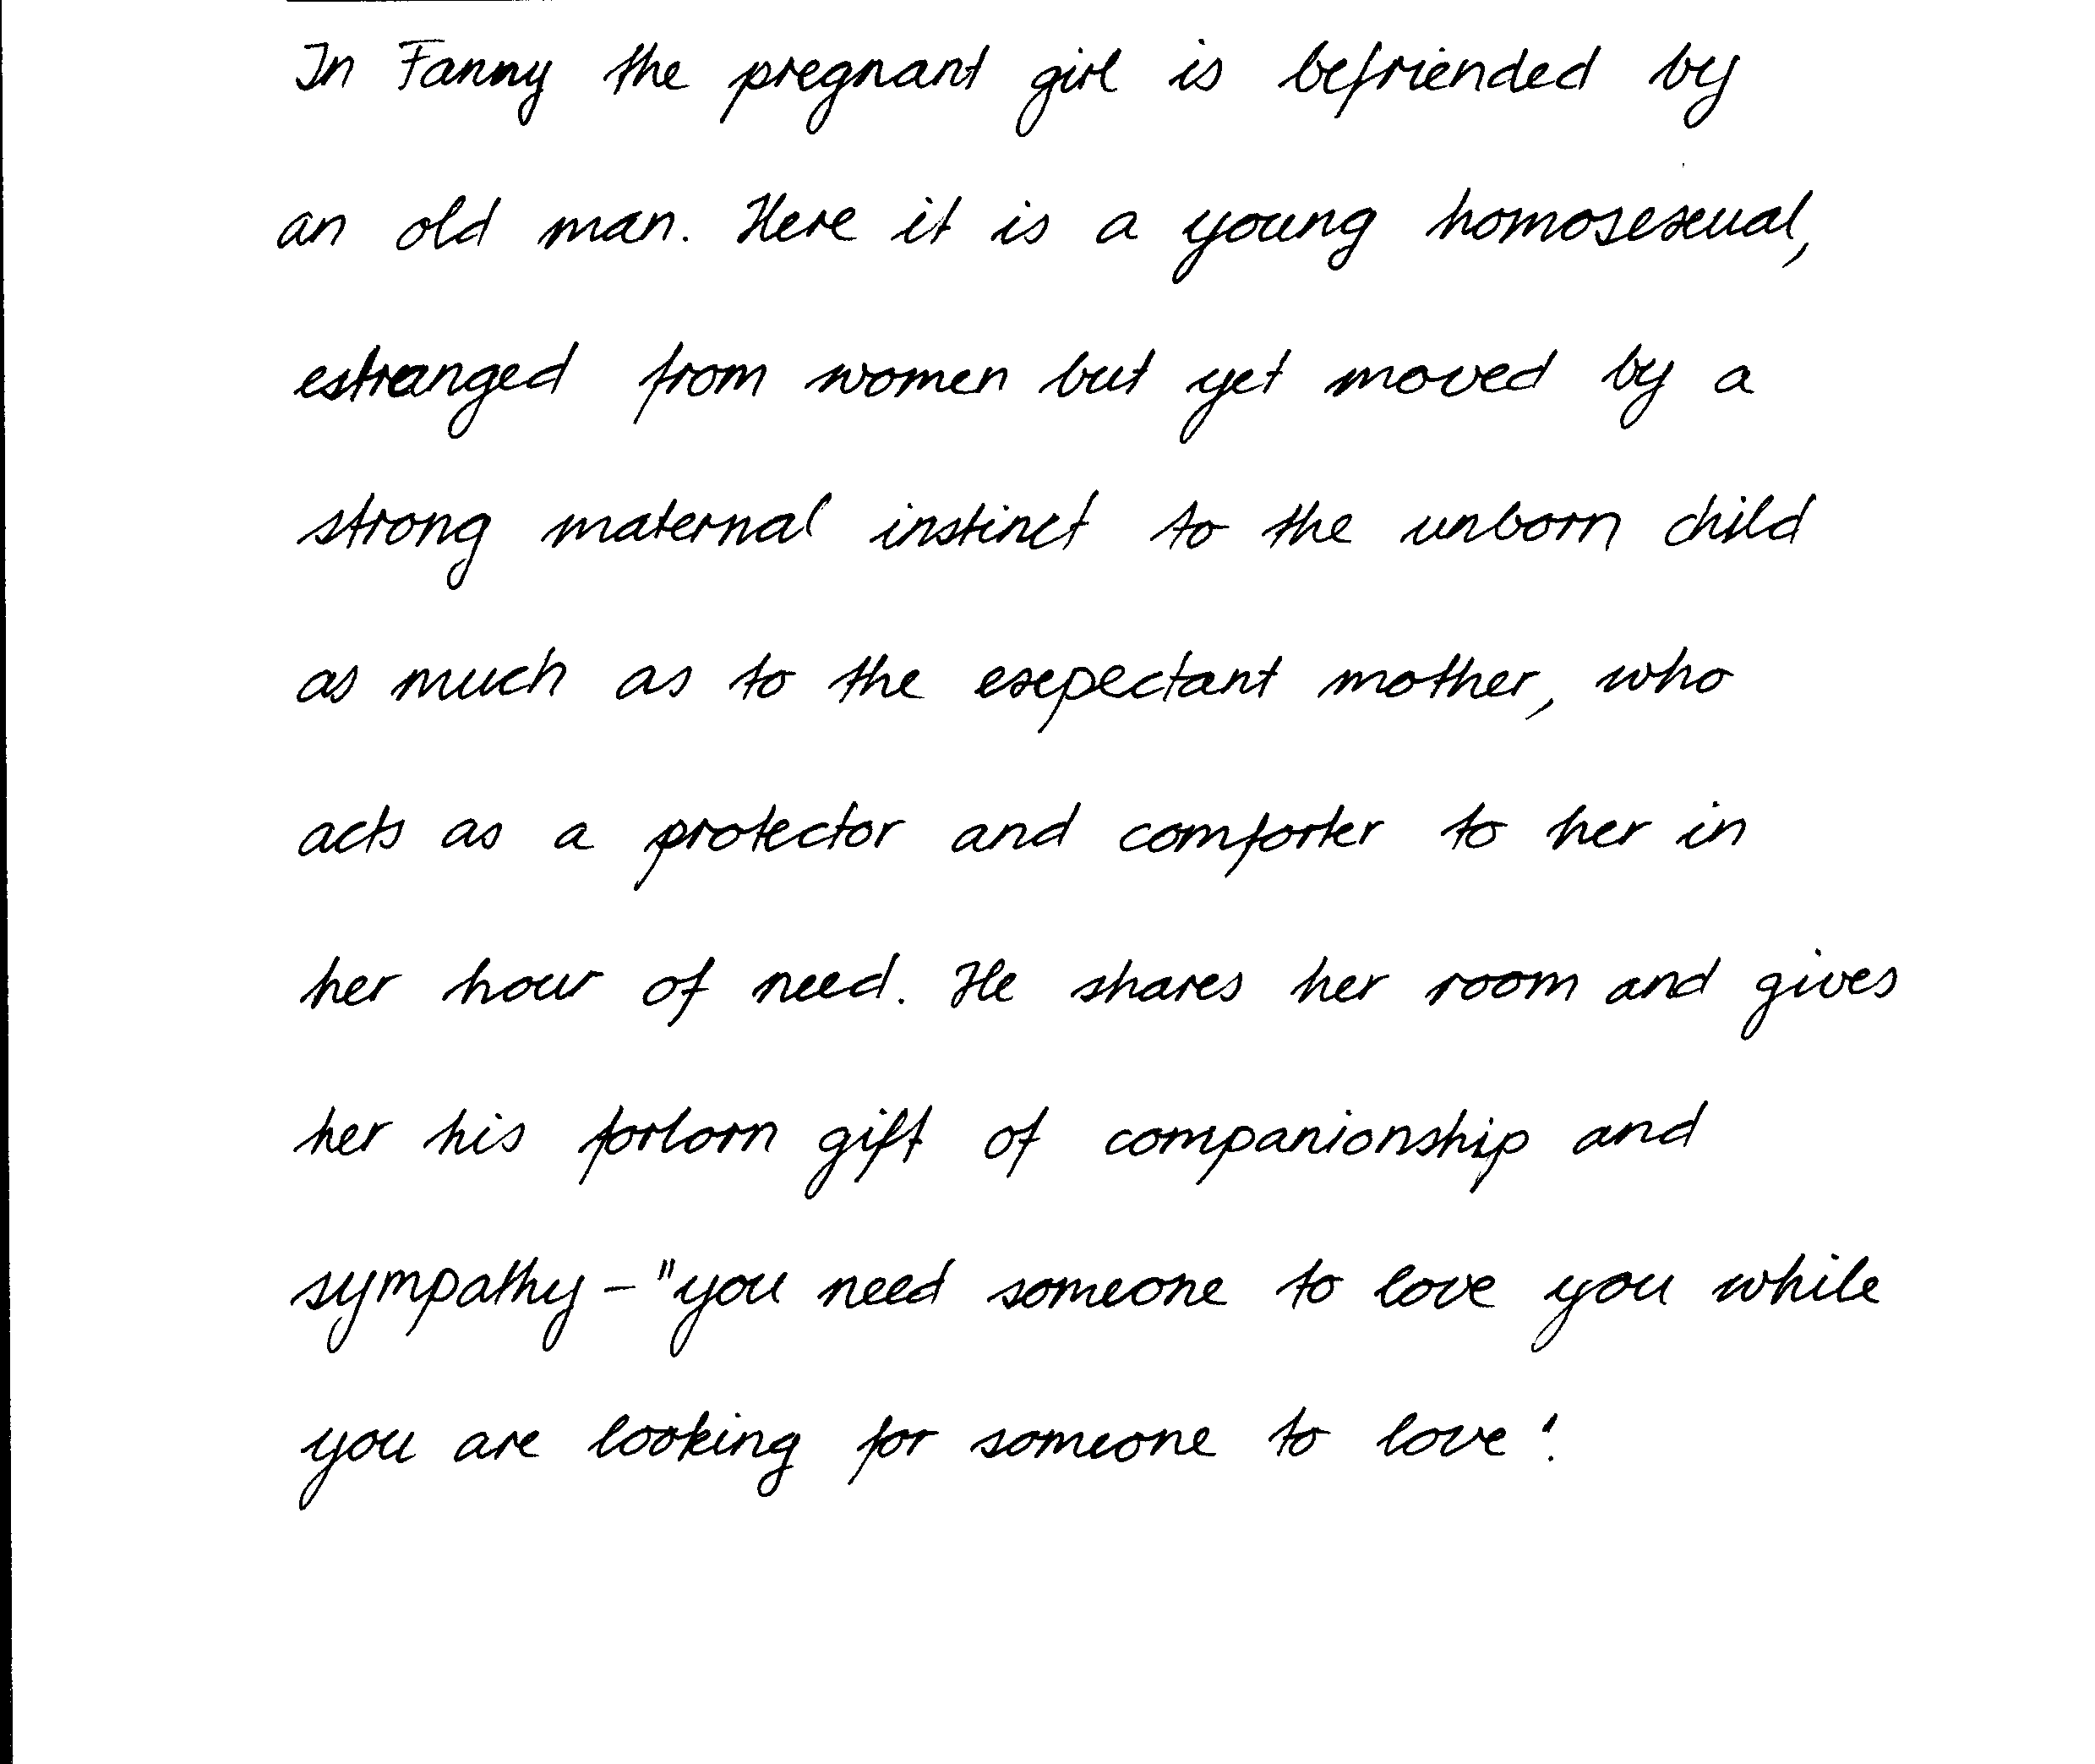 In Fanny the pregnant girl is befriended by
an old man. Here it is a young homosexual,
estranged from women but yet moved by a
strong maternal instinct to the unborn child
as much as to the expectant mother, who
acts as a protector and comforter to her in
her hour of need. He shares her room and gives
her his forlorn gift of companionship and
sympathy - "you need someone to love you while
you are looking for someone to love".